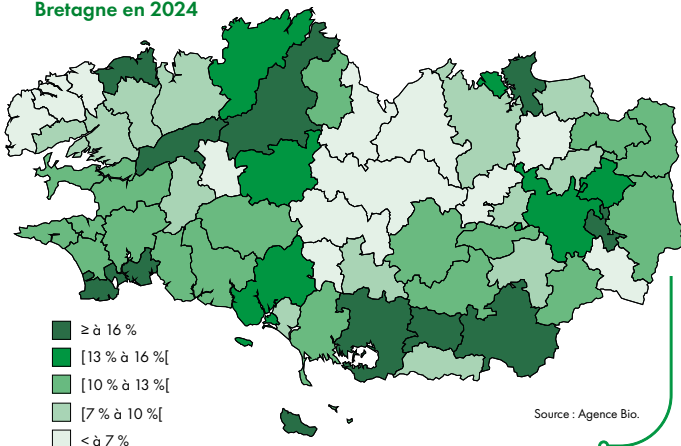 Bretagne en 2024
≥ à 16 %
[13 % à 16 %[
[10 % à 13 %[
[7 % à 10 %[
< à 7 %
Source : Agence Bio.